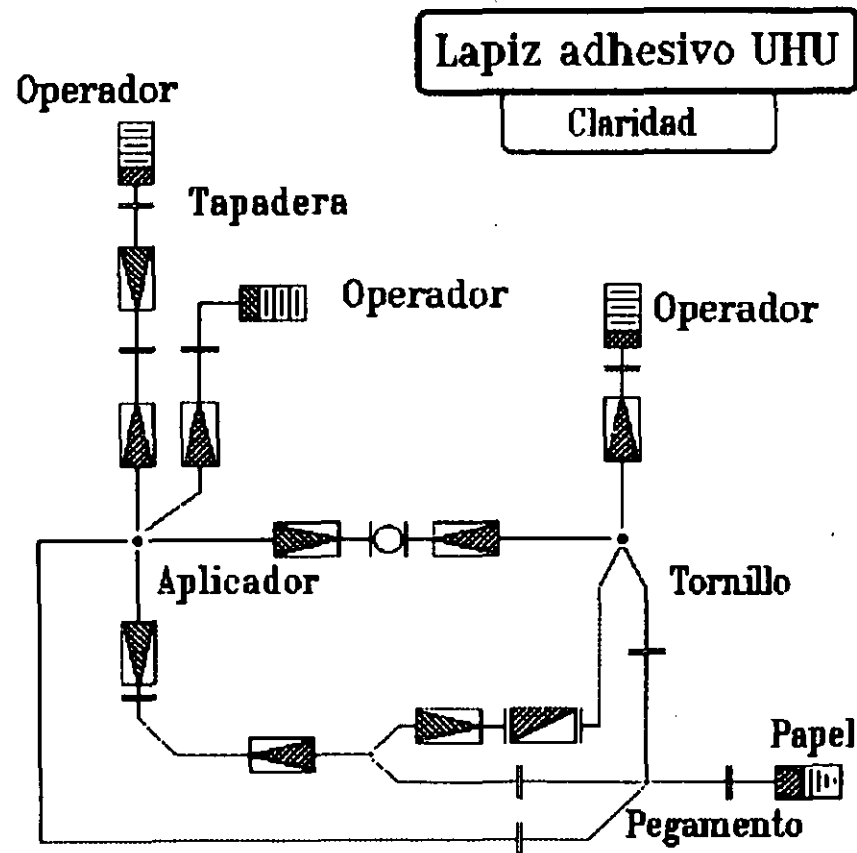 Lapiz adhesivo UHU
Claridad
Operador
Tapadera
Operador
Operador
Aplicador
Tornillo
Papel
Pegamento